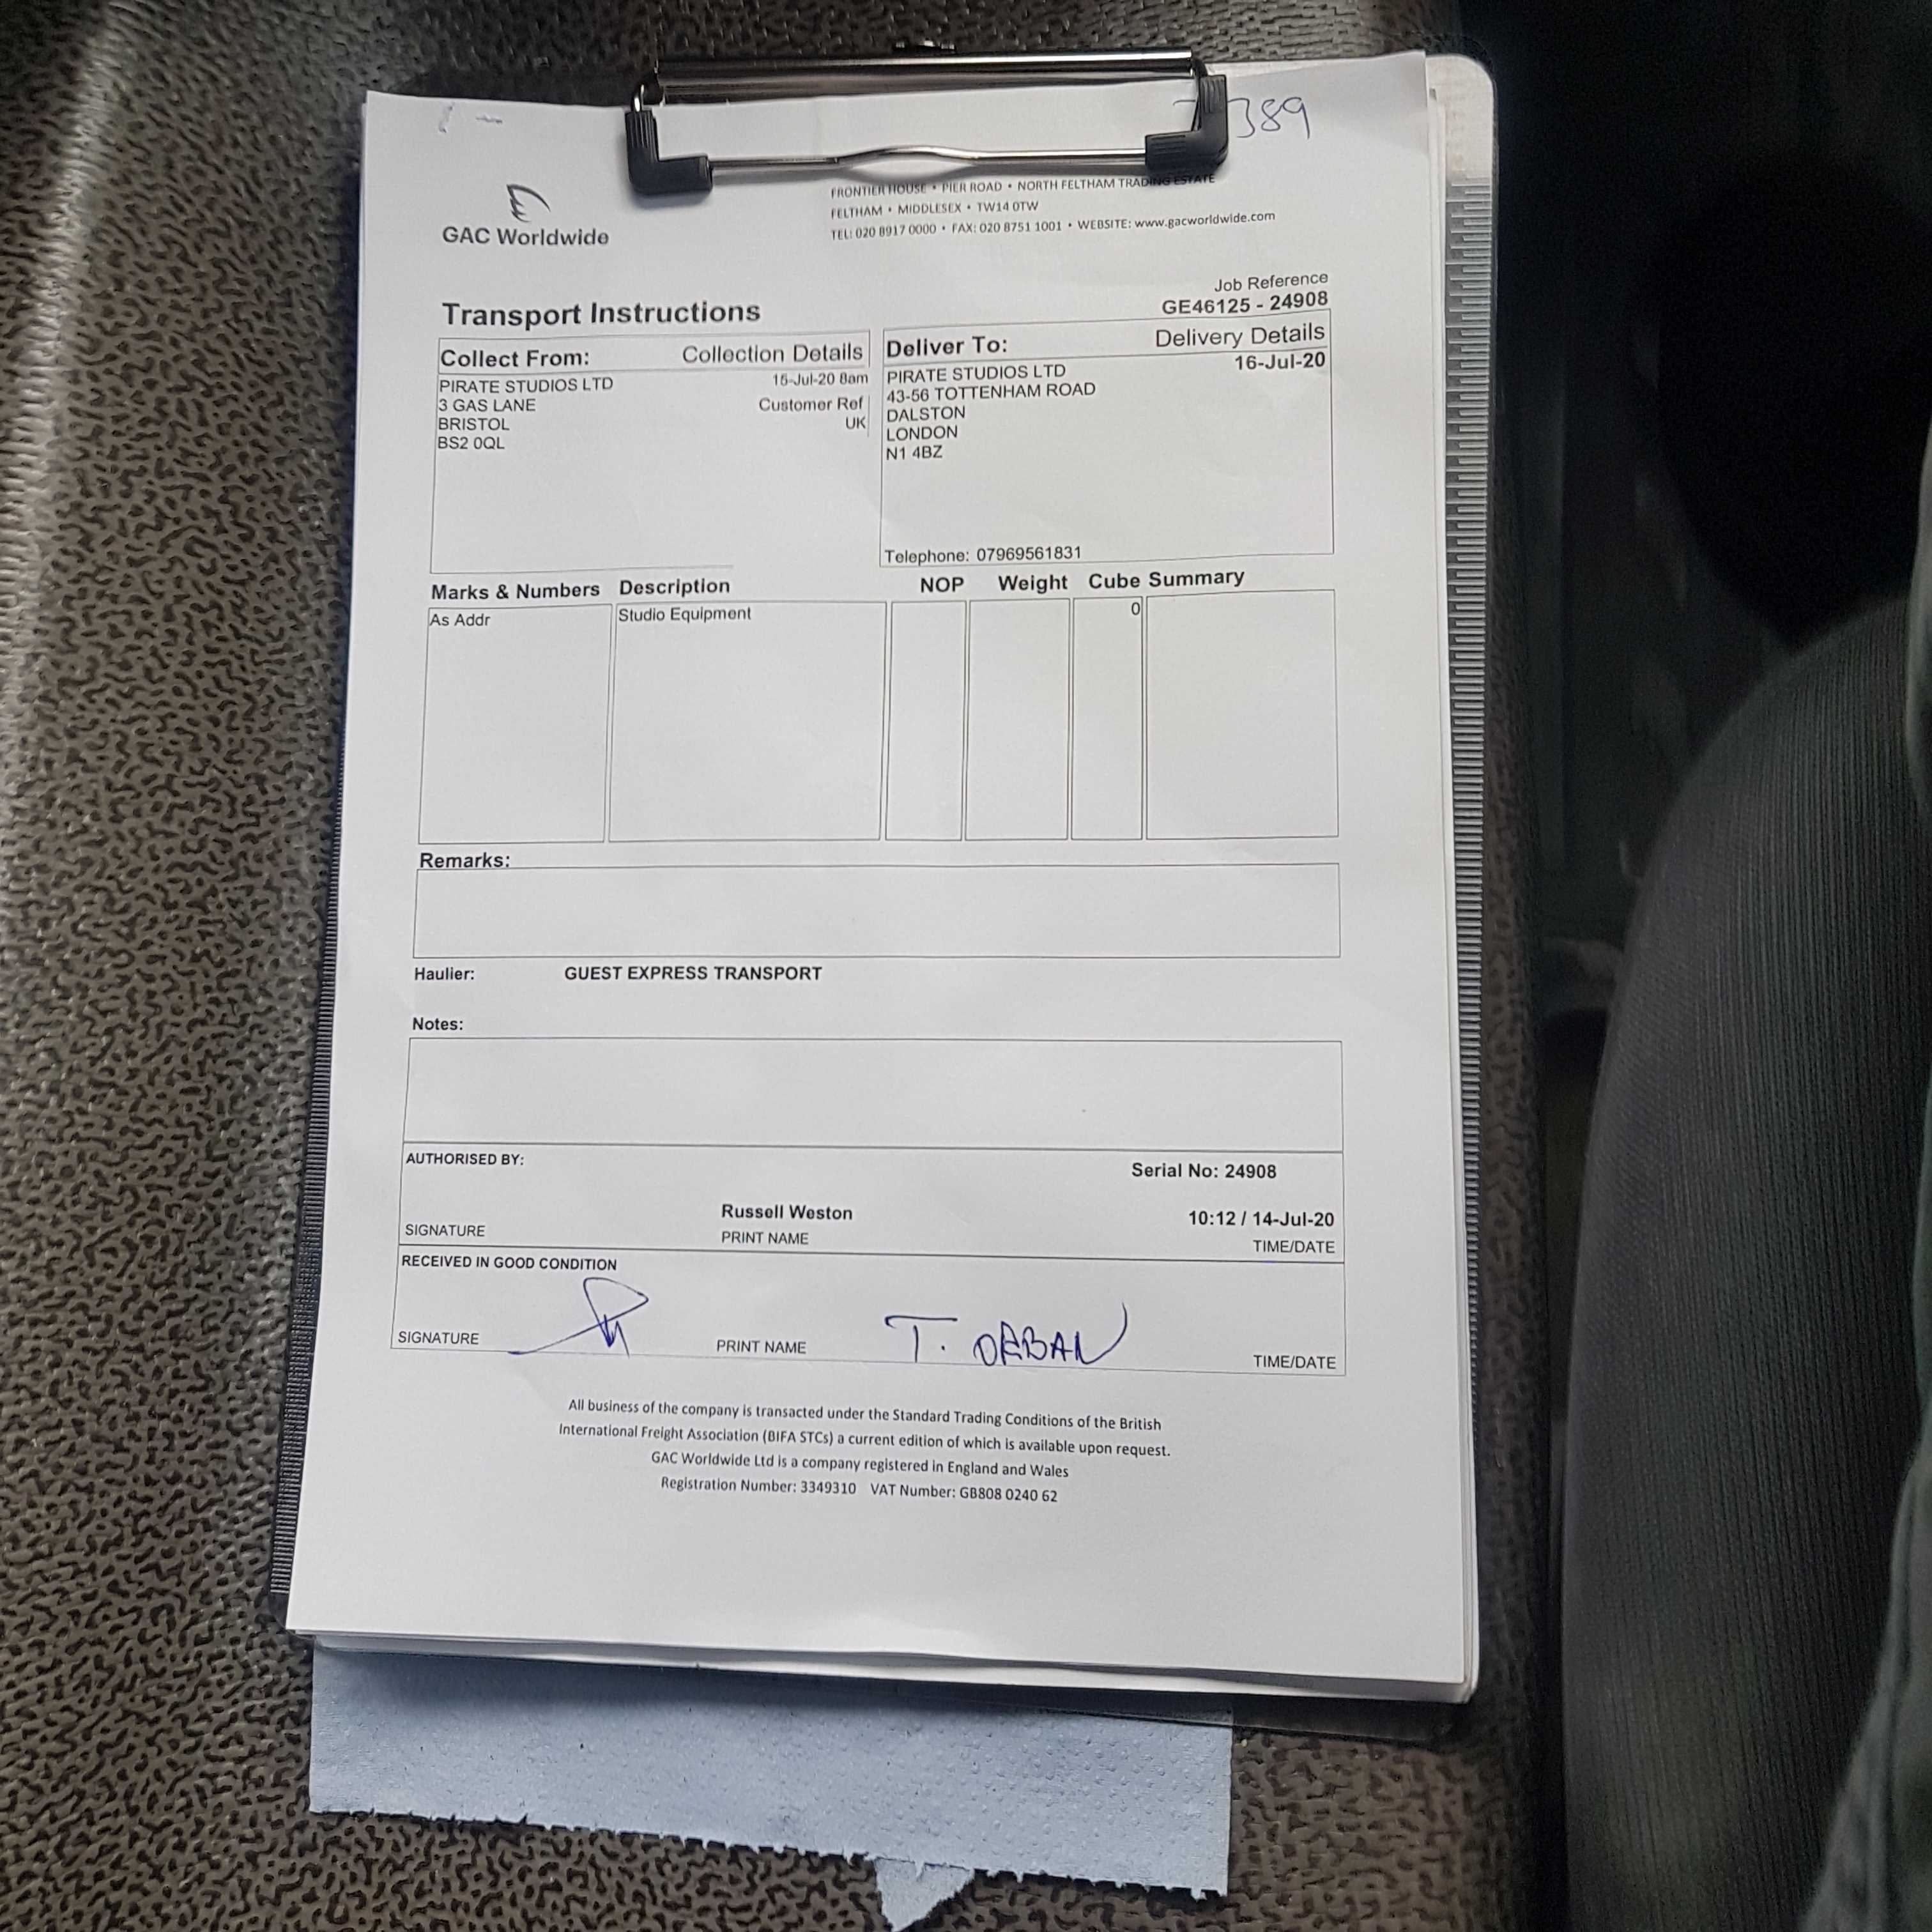 389
GAC Worldwide
FRONTIER HOUSE • PIER ROAD • NORTH FELTHAM TRADING ESTATE
FELTHAM • MIDDLESEX • TW14 0TW
TEL: 020 8917 0000 • FAX: 020 8751 1001 • WEBSITE: www.gacworldwide.com
Job Reference
GE46125 - 24908
Transport Instructions
Collect From: Collection Details
PIRATE STUDIOS LTD 15-Jul-20 8am
3 GAS LANE Customer Ref
BRISTOL UK
BS2 0QL
Deliver To: Delivery Details
PIRATE STUDIOS LTD 16-Jul-20
43-56 TOTTENHAM ROAD
DALSTON
LONDON
N1 4BZ
Telephone: 07969561831
Marks & Numbers Description NOP Weight Cube Summary
As Addr Studio Equipment 0
Remarks:
Haulier: GUEST EXPRESS TRANSPORT
Notes:
AUTHORISED BY:
Serial No: 24908
Russell Weston 10:12 / 14-Jul-20
SIGNATURE PRINT NAME TIME/DATE
RECEIVED IN GOOD CONDITION
SIGNATURE PRINT NAME T. ORBAN TIME/DATE
All business of the company is transacted under the Standard Trading Conditions of the British
International Freight Association (BIFA STCs) a current edition of which is available upon request.
GAC Worldwide Ltd is a company registered in England and Wales
Registration Number: 3349310 VAT Number: GB808 0240 62